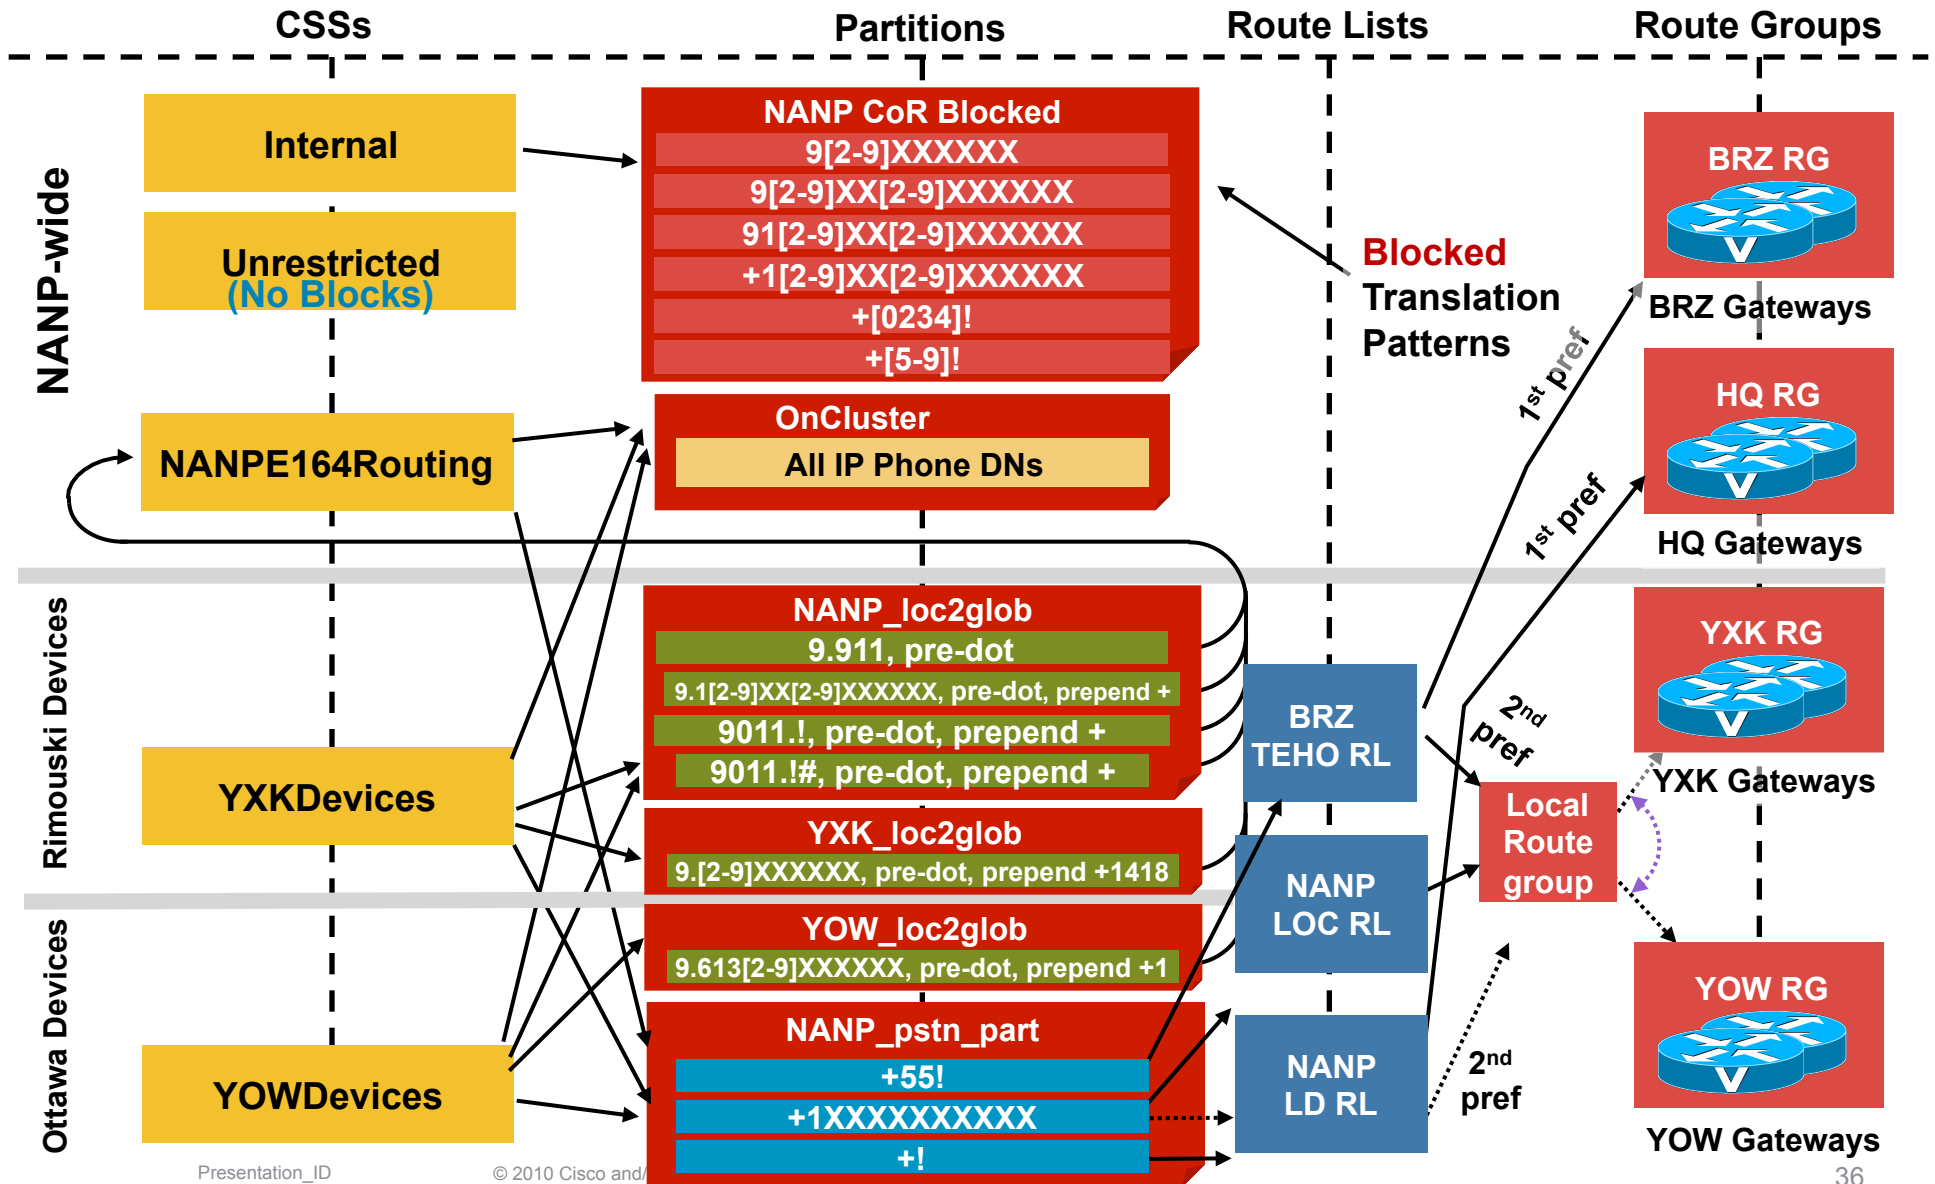 CSSs
Partitions
Route Lists
Route Groups
NANP-wide
Internal
Unrestricted
(No Blocks)
NANPE164Routing
NANP CoR Blocked
9[2-9]XXXXXX
9[2-9]XX[2-9]XXXXXX
91[2-9]XX[2-9]XXXXXX
+1[2-9]XX[2-9]XXXXXX
+[0234]!
+[5-9]!
OnCluster
All IP Phone DNs
Blocked
Translation
Patterns
1st pref
1st pref
BRZ RG
BRZ Gateways
HQ RG
HQ Gateways
Rimouski Devices
YXKDevices
NANP_loc2glob
9.911, pre-dot
9.1[2-9]XX[2-9]XXXXXX, pre-dot, prepend +
9011.!, pre-dot, prepend +
9011.!#, pre-dot, prepend +
YXK_loc2glob
9.[2-9]XXXXXX, pre-dot, prepend +1418
BRZ
TEHO RL
NANP
LOC RL
2nd
pref
Local
Route
group
YXK RG
YXK Gateways
Ottawa Devices
YOWDevices
YOW_loc2glob
9.613[2-9]XXXXXX, pre-dot, prepend +1
NANP_pstn_part
+55!
+1XXXXXXXXXX
+!
NANP
LD RL
2nd
pref
YOW RG
YOW Gateways
Presentation_ID
© 2010 Cisco and/
36